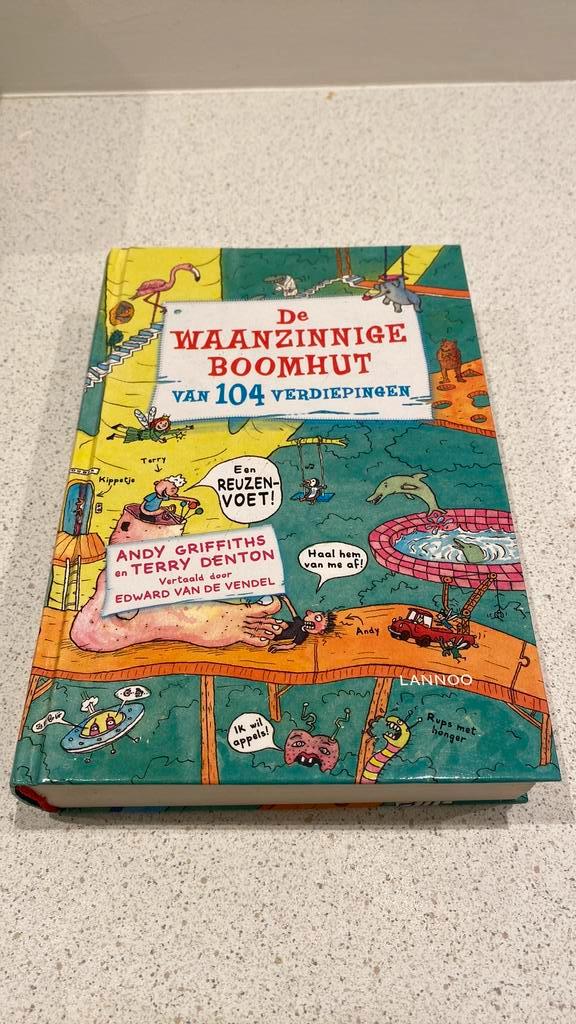 De
WAANZINNIGE
BOOMHUT
VAN 104 VERDIEPINGEN
Terry
Kippetje
Een
REUZEN-
VOET!
ANDY GRIFFITHS
en TERRY DENTON
Vertaald door
EDWARD VAN DE VENDEL
Haal hem
van me af!
Andy
LANNOO
Ik wil
appels!
Rups met
honger